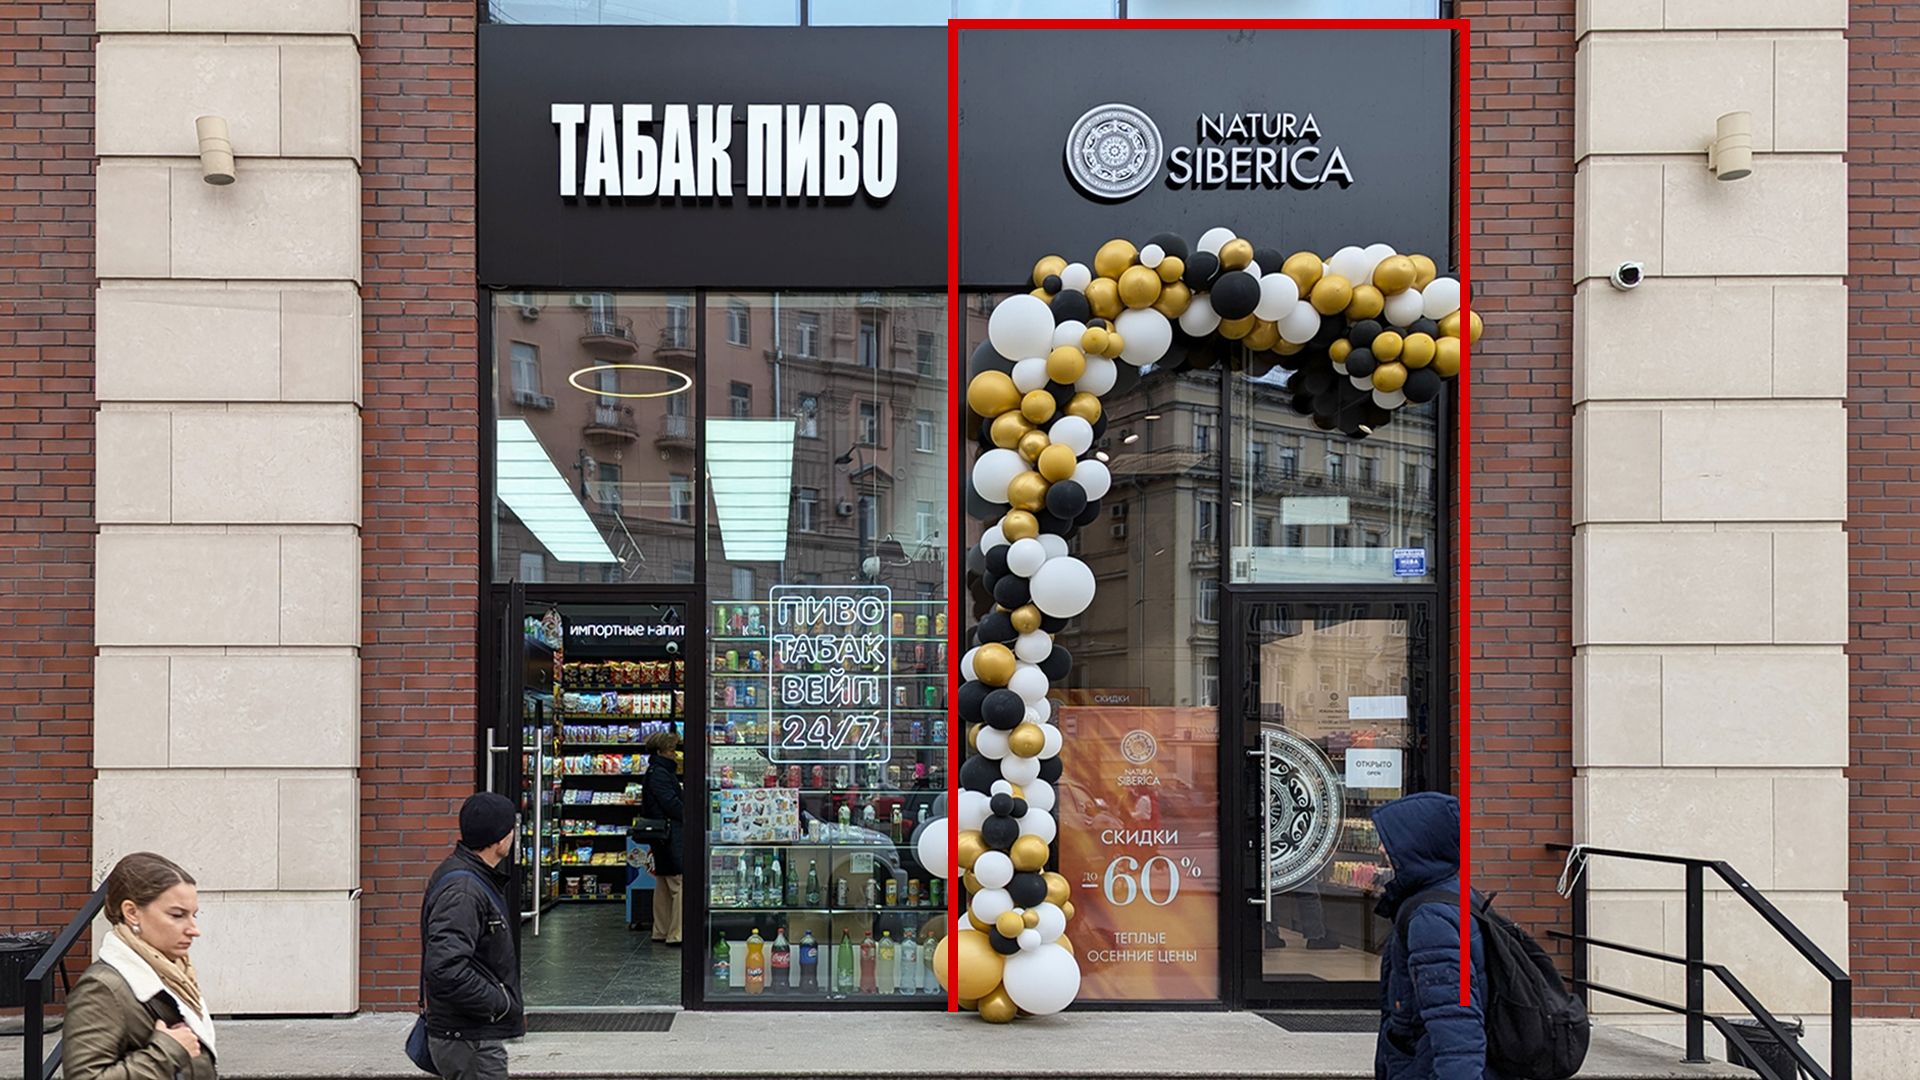 ТАБАК ПИВО
NATURA
SIBERICA
ИМПОРТНЫЕ НАПИТ
ПИВО
ТАБАК
ВЕЙП
24/7
СКИДКИ
NATURA
SIBERICA
СКИДКИ
ДО
-60%
ТЕПЛЫЕ
ОСЕННИЕ ЦЕНЫ
ОТКРЫТО
OPEN